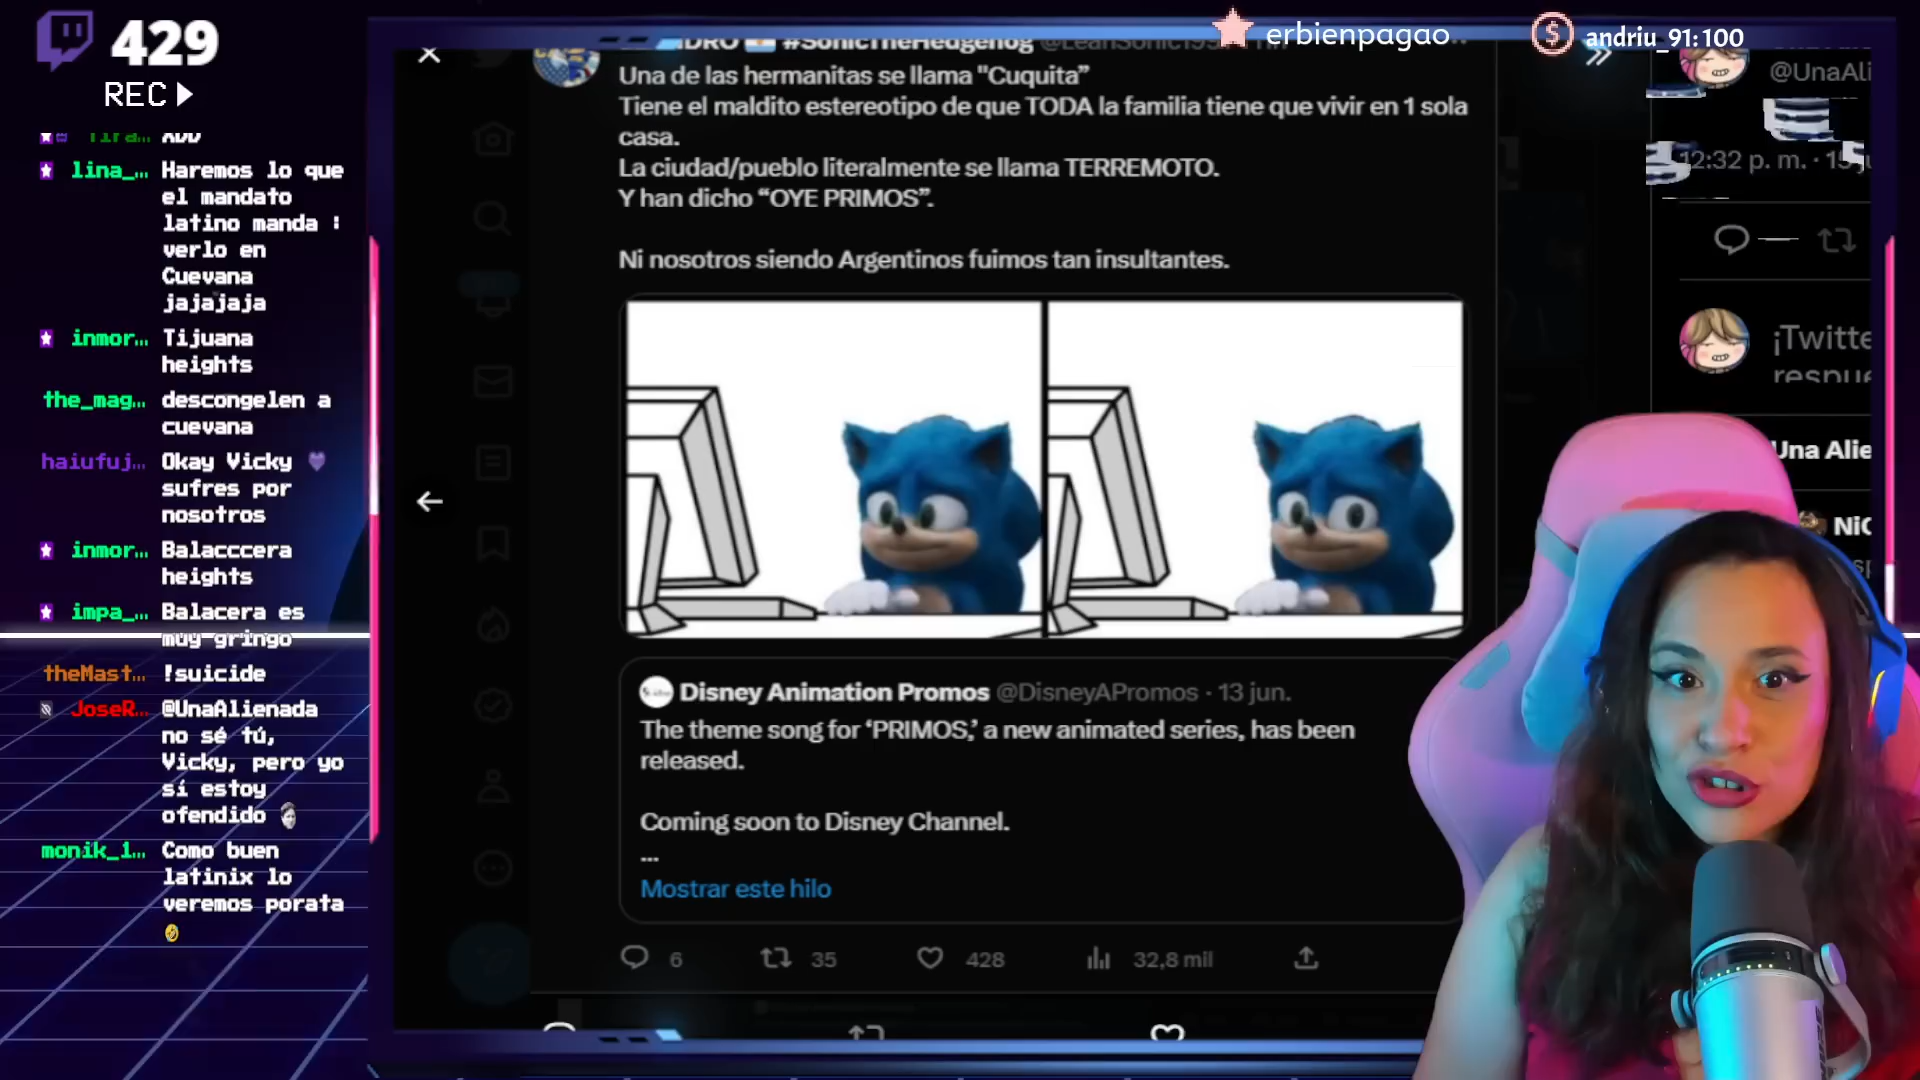 429
REC
erbienpagao
andriu_91: 100
ADD
lina_... Haremos lo que
el mandato
latino manda :
verlo en
Cuevana
jajajaja
inmor... Tijuana
heights
the_mag... descongelen a
cuevana
haiufuj... Okay Vicky
sufres por
nosotros
inmor... Balacccera
heights
impa_... Balacera es
muy gringo
theMast... !suicide
JoseR... @UnaAlienada
no sé tú,
Vicky, pero yo
sí estoy
ofendido
monik_1... Como buen
latinix lo
veremos porata
#SonicTheHedgehog
Una de las hermanitas se llama "Cuquita”
Tiene el maldito estereotipo de que TODA la familia tiene que vivir en 1 sola
casa.
La ciudad/pueblo literalmente se llama TERREMOTO.
Y han dicho “OYE PRIMOS”.
Ni nosotros siendo Argentinos fuimos tan insultantes.
Disney Animation Promos @DisneyAPromos · 13 jun.
The theme song for ‘PRIMOS,’ a new animated series, has been
released.
Coming soon to Disney Channel.
...
Mostrar este hilo
6 35 428 32,8 mil
@UnaAli
12:32 p. m. · 15 j
¡Twitte
respue
Una Alie
NiC